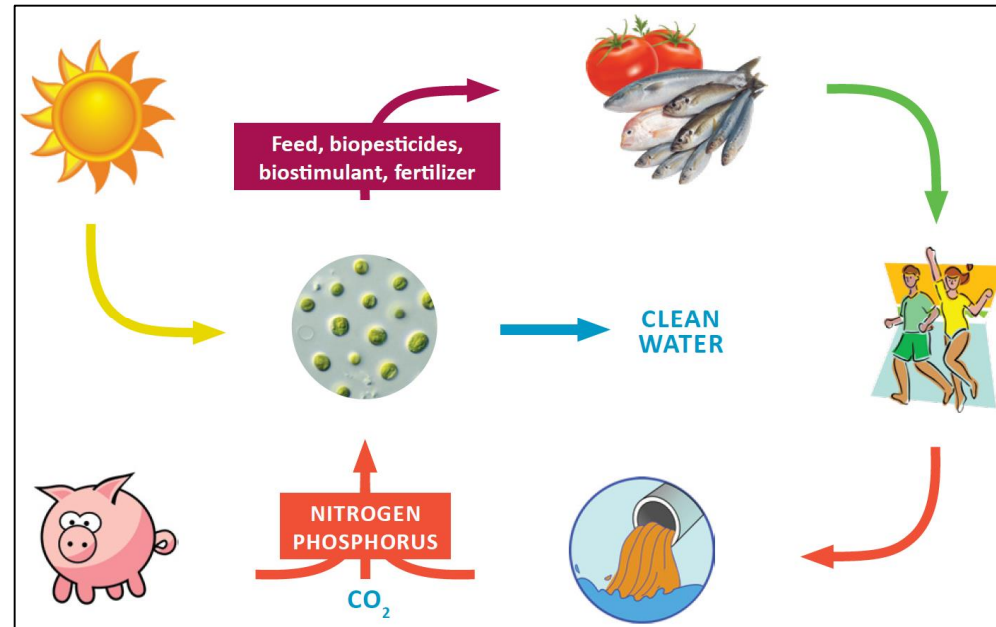 Feed, biopesticides,
biostimulant, fertilizer
CLEAN
WATER
NITROGEN
PHOSPHORUS
CO₂